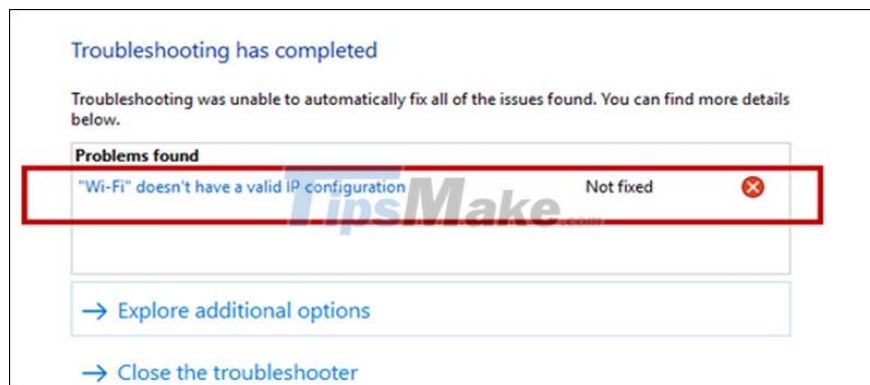 Troubleshooting has completed
Troubleshooting was unable to automatically fix all of the issues found. You can find more details
below.
Problems found
"Wi-Fi" doesn't have a valid IP configuration Not fixed
TipsMake.com
→ Explore additional options
→ Close the troubleshooter